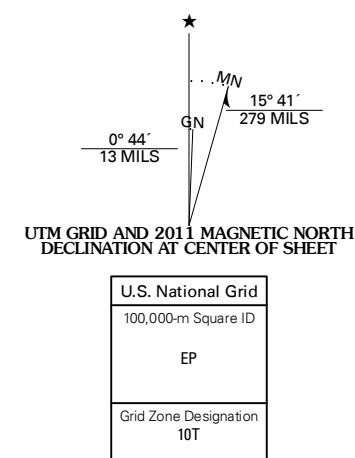 ★
MN
GN
15° 41´
279 MILS
0° 44´
13 MILS
UTM GRID AND 2011 MAGNETIC NORTH
DECLINATION AT CENTER OF SHEET
U.S. National Grid
100,000-m Square ID
EP
Grid Zone Designation
10T